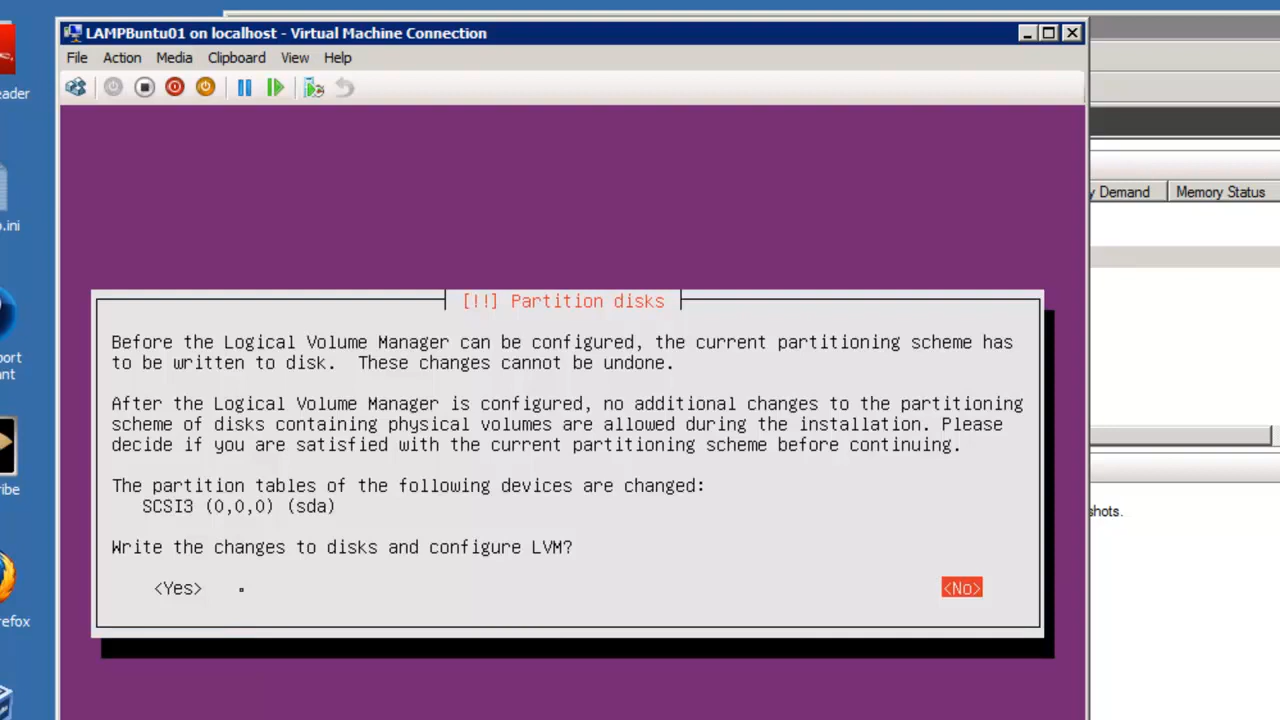 LAMPBuntu01 on localhost - Virtual Machine Connection
File Action Media Clipboard View Help
eader
.ini
port
ant
ribe
refox
y Demand Memory Status
shots.
[!!] Partition disks
Before the Logical Volume Manager can be configured, the current partitioning scheme has
to be written to disk. These changes cannot be undone.
After the Logical Volume Manager is configured, no additional changes to the partitioning
scheme of disks containing physical volumes are allowed during the installation. Please
decide if you are satisfied with the current partitioning scheme before continuing.
The partition tables of the following devices are changed:
SCSI3 (0,0,0) (sda)
Write the changes to disks and configure LVM?
<Yes> <No>